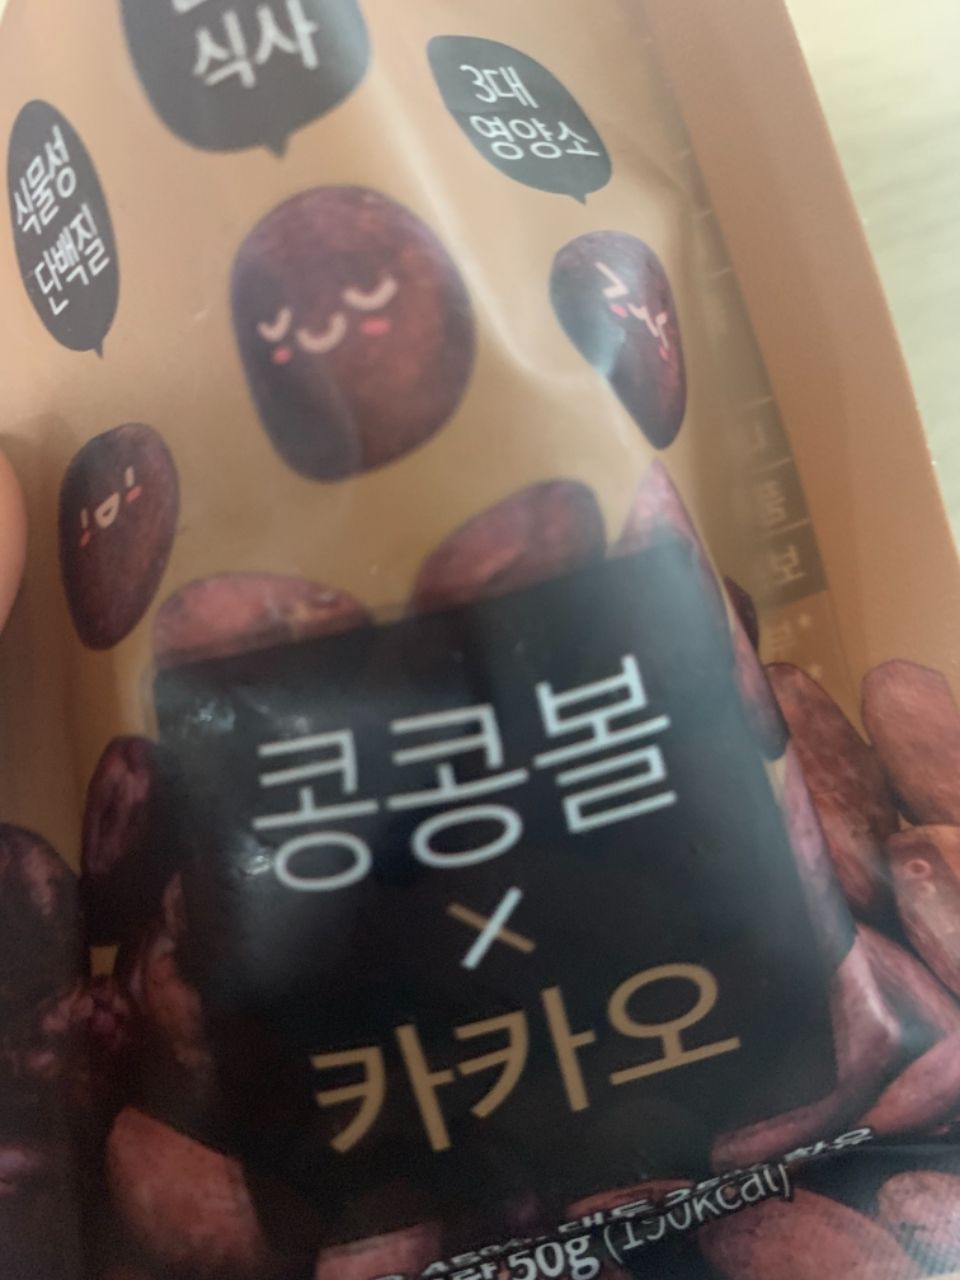 식사
3대
영양소
식물성
단백질
콩콩볼
×
카카오
50g (190kcal)